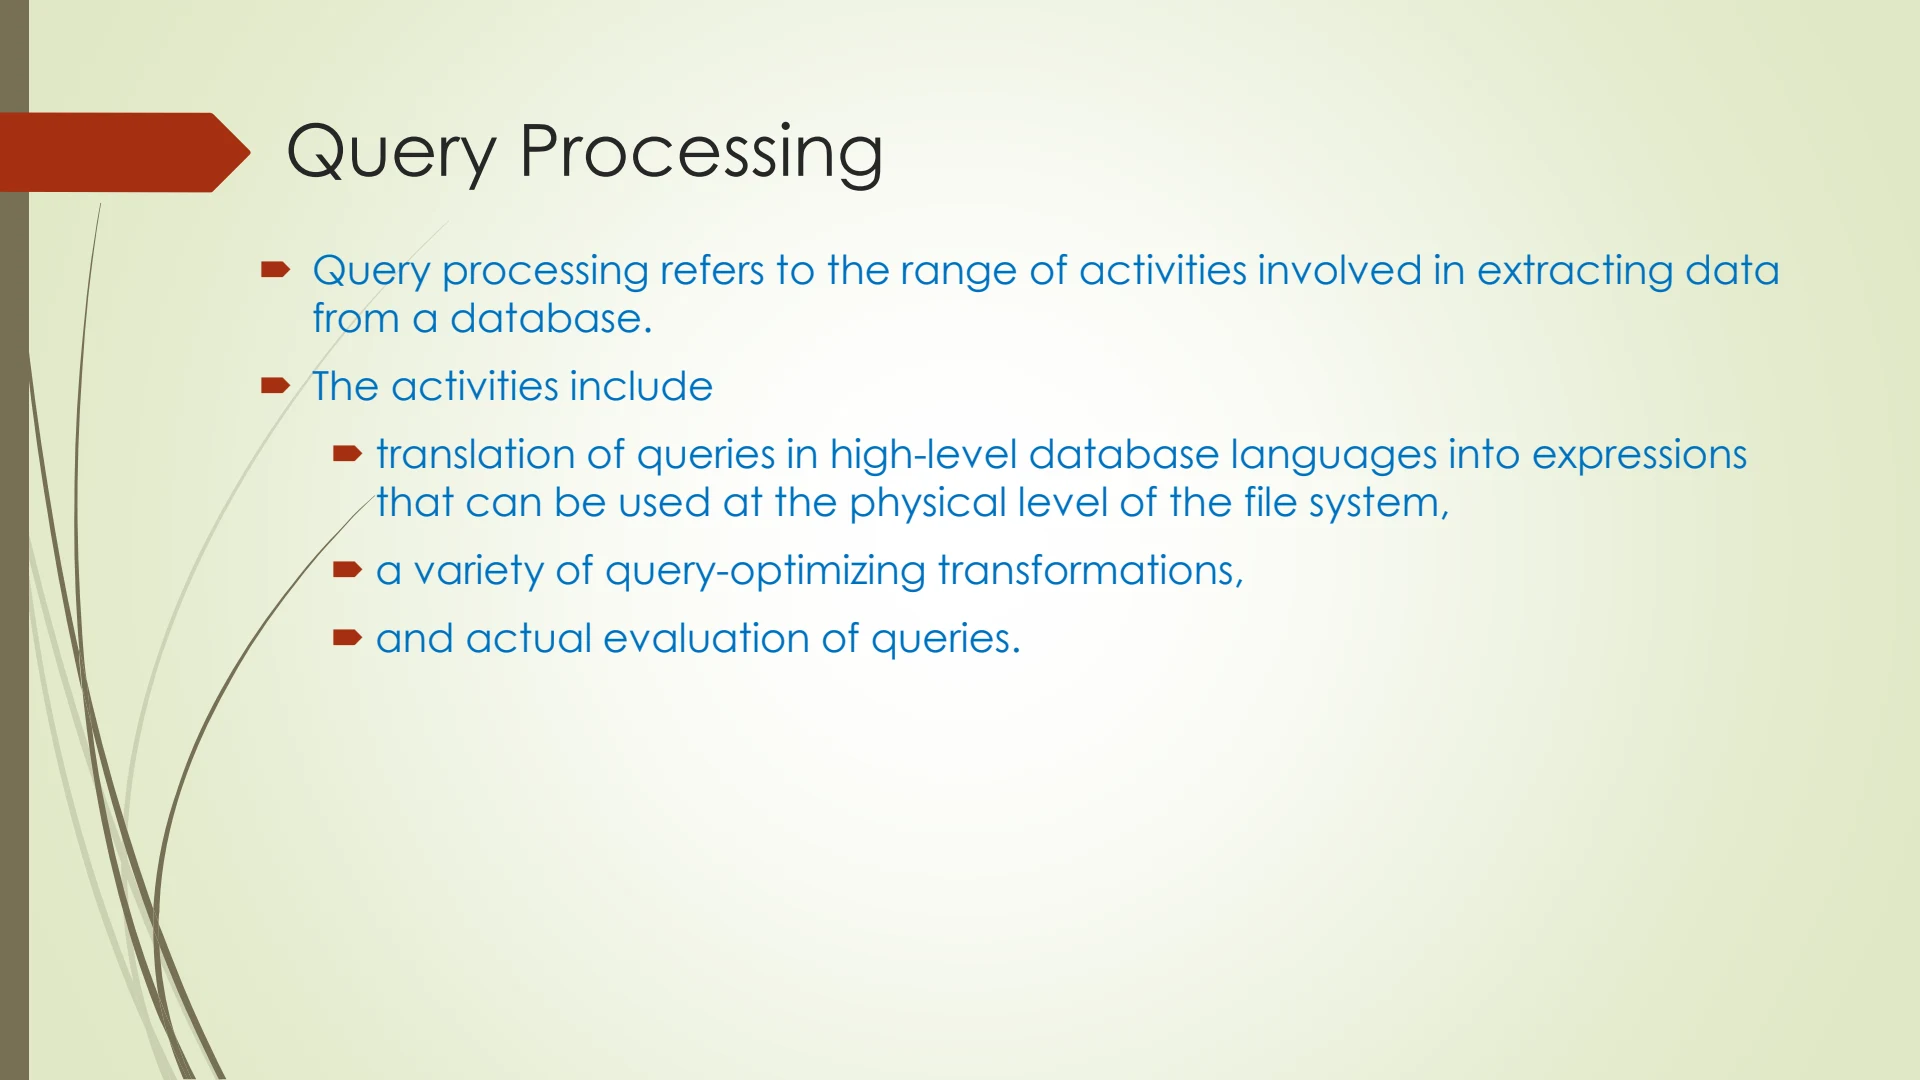 Query Processing
Query processing refers to the range of activities involved in extracting data
from a database.
The activities include
translation of queries in high-level database languages into expressions
that can be used at the physical level of the file system,
a variety of query-optimizing transformations,
and actual evaluation of queries.